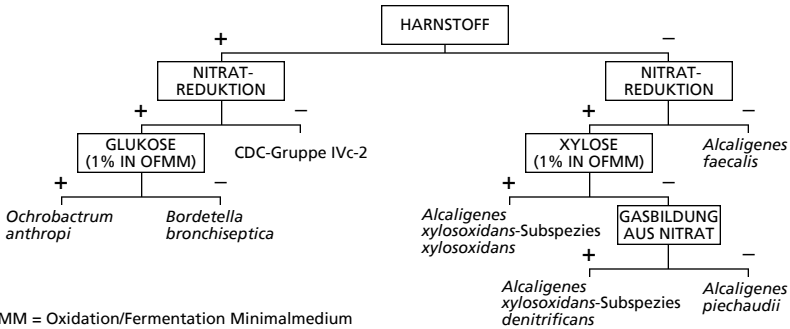 HARNSTOFF
+
−
NITRAT-
REDUKTION
NITRAT-
REDUKTION
+
−
+
−
GLUKOSE
(1% IN OFMM)
CDC-Gruppe IVc-2
XYLOSE
(1% IN OFMM)
Alcaligenes
faecalis
+
−
+
−
Ochrobactrum
anthropi
Bordetella
bronchiseptica
Alcaligenes
xylosoxidans-Subspezies
xylosoxidans
GASBILDUNG
AUS NITRAT
+
−
Alcaligenes
xylosoxidans-Subspezies
denitrificans
Alcaligenes
piechaudii
MM = Oxidation/Fermentation Minimalmedium